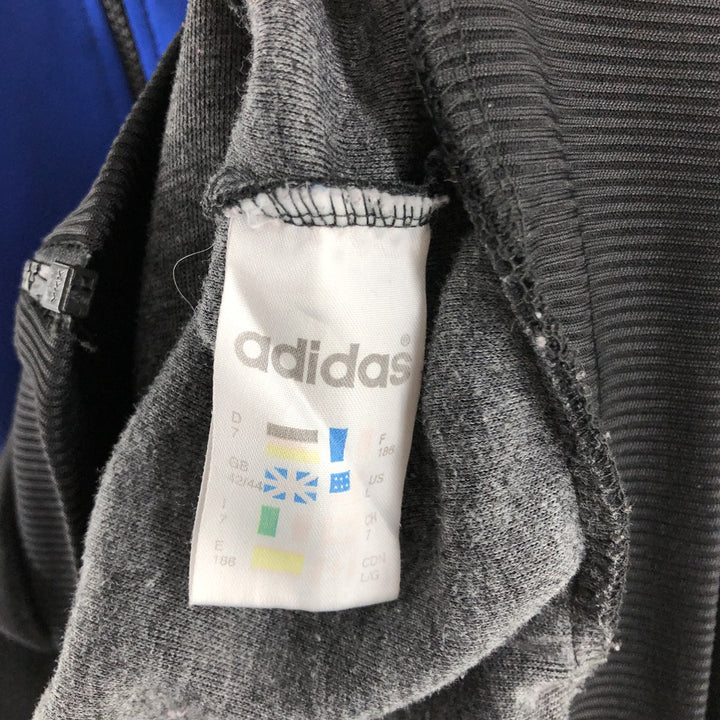 adidas®
D
7
F
186
GB
42/44
US
L
I
7
CH
7
E
186
CDN
L/G